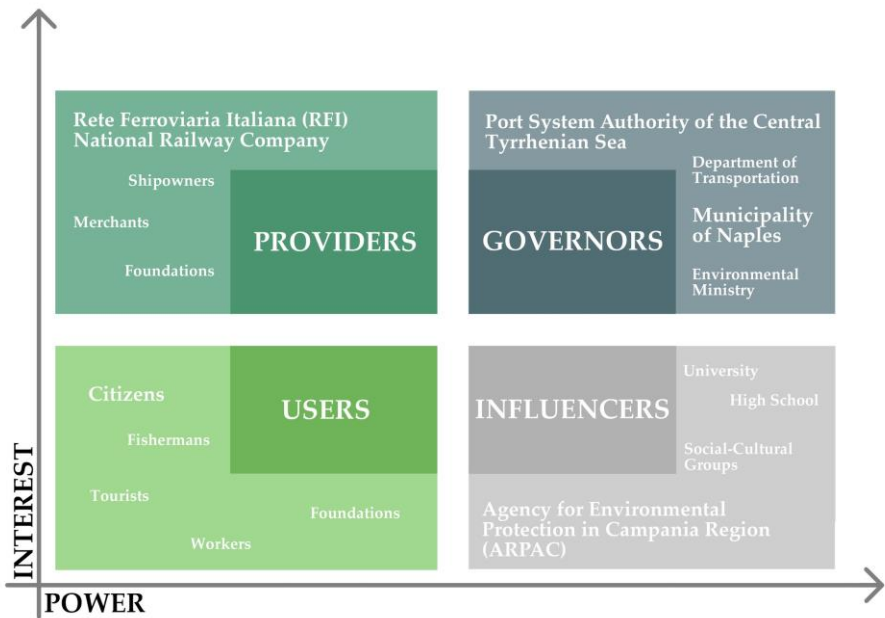 Rete Ferroviaria Italiana (RFI)
National Railway Company
Shipowners
Merchants
Foundations
PROVIDERS
Port System Authority of the Central
Tyrrhenian Sea
Department of
Transportation
Municipality
of Naples
Environmental
Ministry
GOVERNORS
Citizens
Fishermans
Tourists
Workers
Foundations
USERS
INFLUENCERS
University
High School
Social-Cultural
Groups
Agency for Environmental
Protection in Campania Region
(ARPAC)
INTEREST
POWER